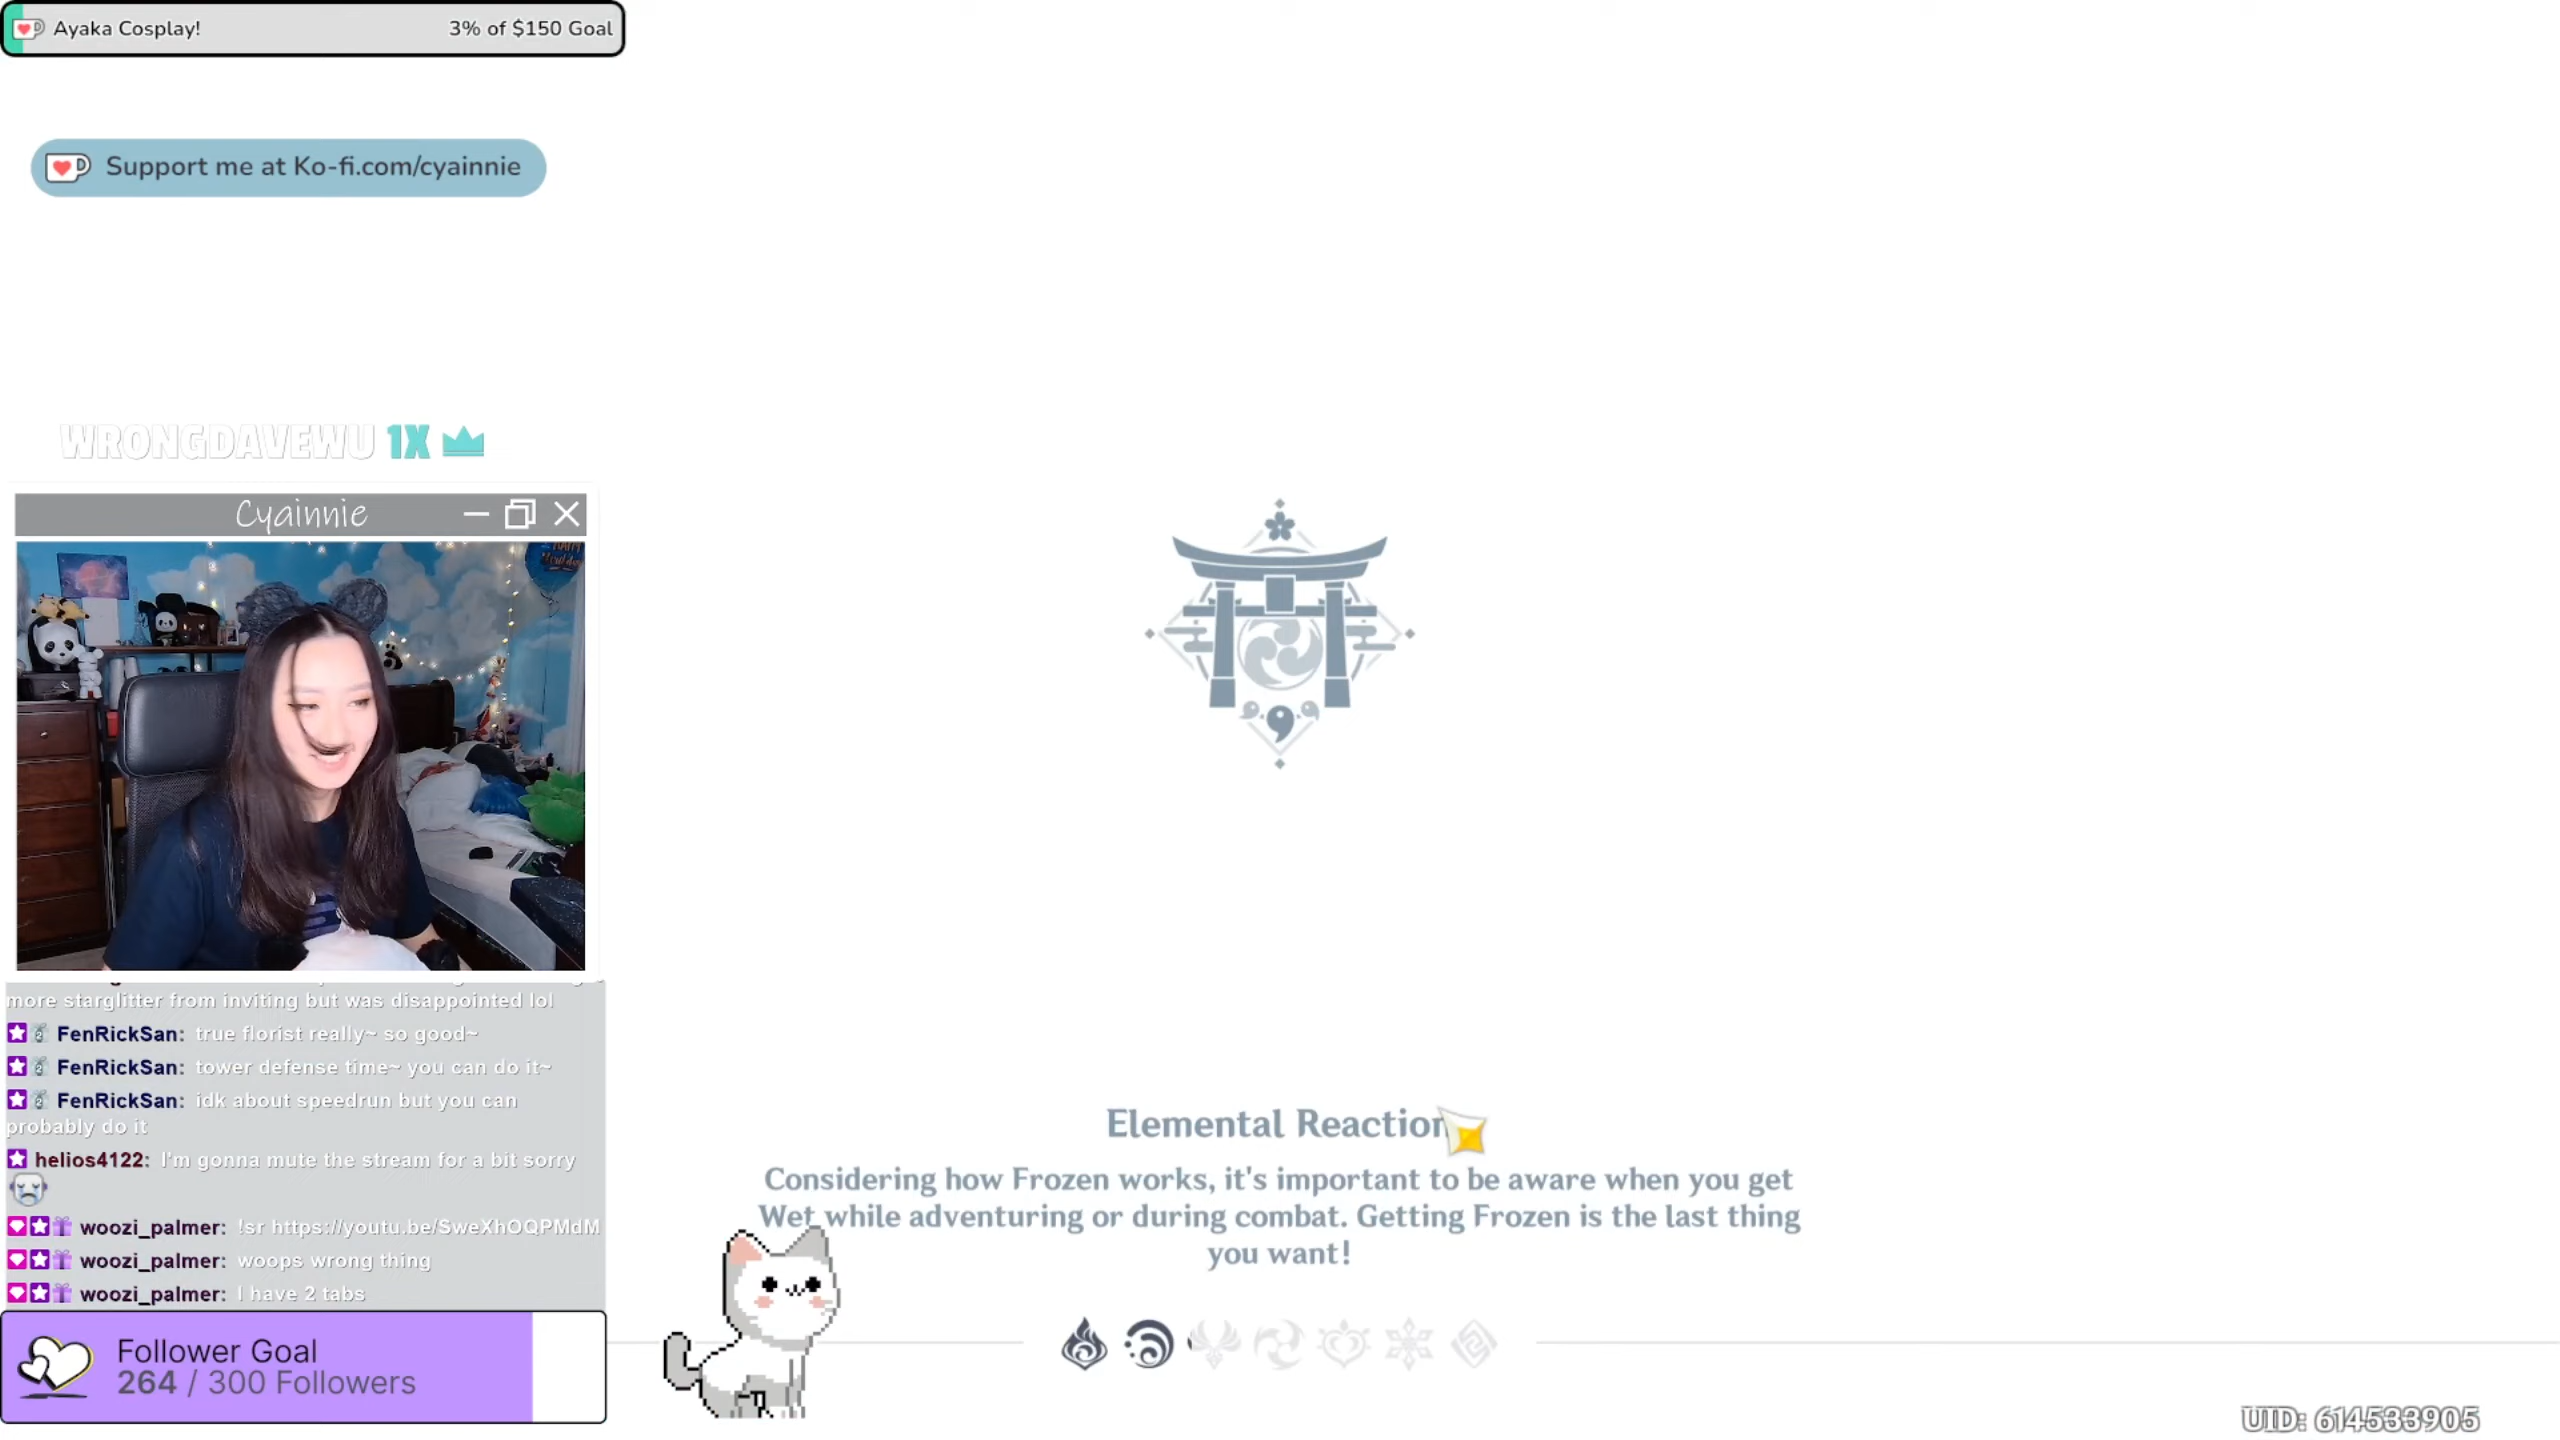 Ayaka Cosplay!
3% of $150 Goal
Support me at Ko-fi.com/cyainnie
WRONGDAVEWU 1X
Cyainnie
more starglitter from inviting but was disappointed lol
FenRickSan: true florist really~ so good~
FenRickSan: tower defense time~ you can do it~
FenRickSan: idk about speedrun but you can
probably do it
helios4122: I'm gonna mute the stream for a bit sorry
woozi_palmer: !sr https://youtu.be/SweXhOQPMdM
woozi_palmer: woops wrong thing
woozi_palmer: I have 2 tabs
Follower Goal
264 / 300 Followers
Elemental Reaction
Considering how Frozen works, it's important to be aware when you get
Wet while adventuring or during combat. Getting Frozen is the last thing
you want!
UID: 614533905